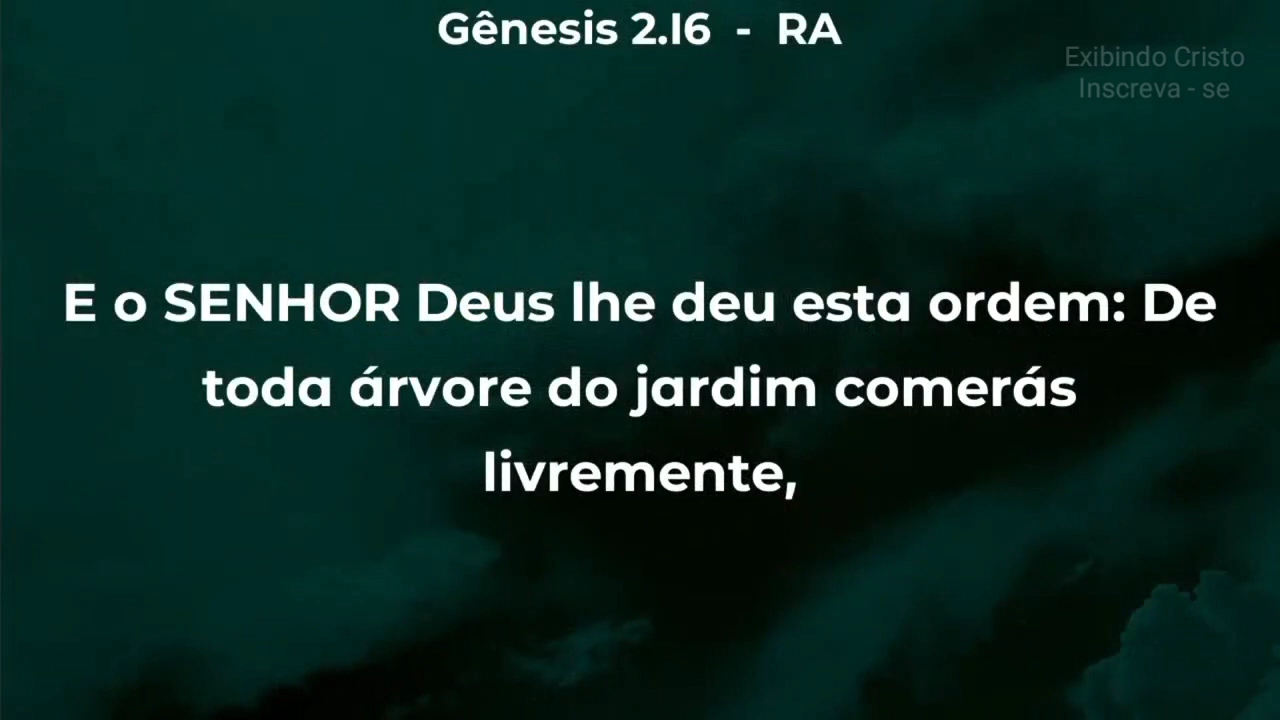 Gênesis 2.I6 - RA
Exibindo Cristo
Inscreva - se
E o SENHOR Deus lhe deu esta ordem: De
toda árvore do jardim comerás
livremente,